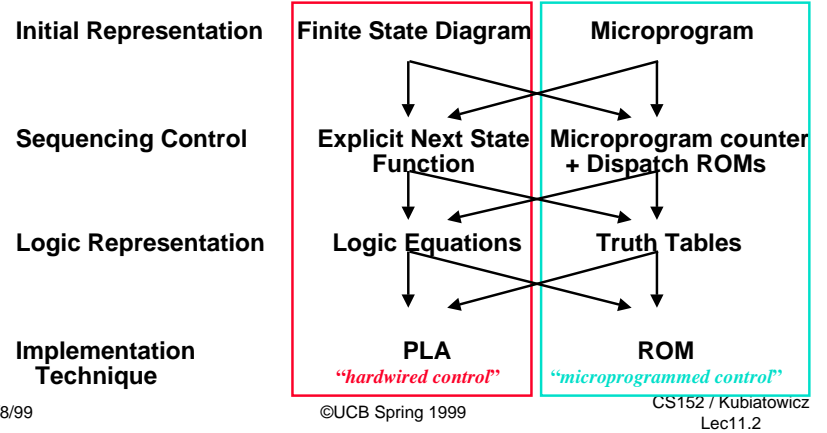 Initial Representation Finite State Diagram Microprogram
Sequencing Control Explicit Next State Microprogram counter
Function + Dispatch ROMs
Logic Representation Logic Equations Truth Tables
Implementation PLA ROM
Technique “hardwired control” “microprogrammed control”
8/99 ©UCB Spring 1999 CS152 / Kubiatowicz
Lec11.2